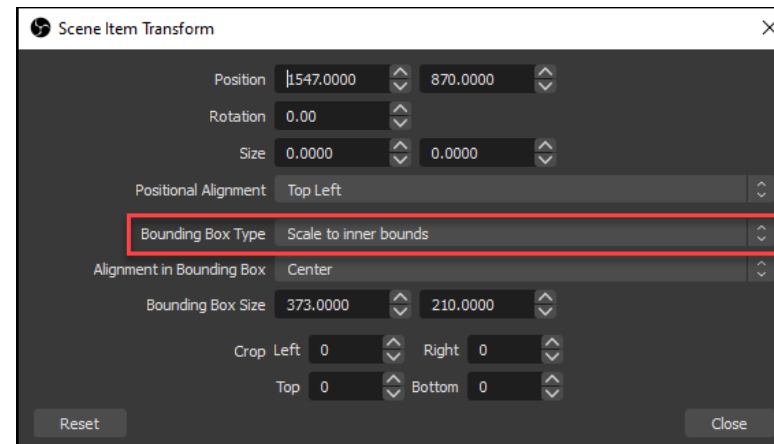 Scene Item Transform
Position 1547.0000 870.0000
Rotation 0.00
Size 0.0000 0.0000
Positional Alignment Top Left
Bounding Box Type Scale to inner bounds
Alignment in Bounding Box Center
Bounding Box Size 373.0000 210.0000
Crop Left 0 Right 0
Top 0 Bottom 0
Reset Close